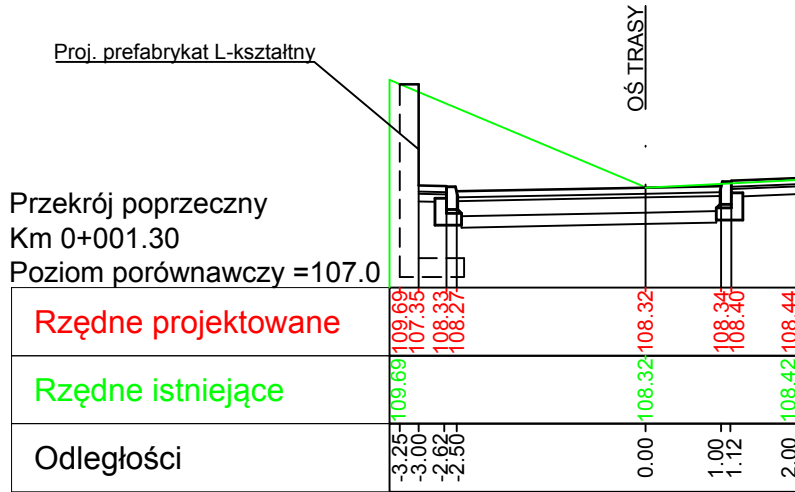 Proj. prefabrykat L-kształtny
OŚ TRASY
Przekrój poprzeczny
Km 0+001.30
Poziom porównawczy =107.0
Rzędne projektowane 109.69 107.35 108.33 108.27 108.32 108.34 108.40 108.44
Rzędne istniejące 109.69 108.32 108.42
Odległości -3.25 -3.00 -2.62 -2.50 0.00 1.00 1.12 2.00